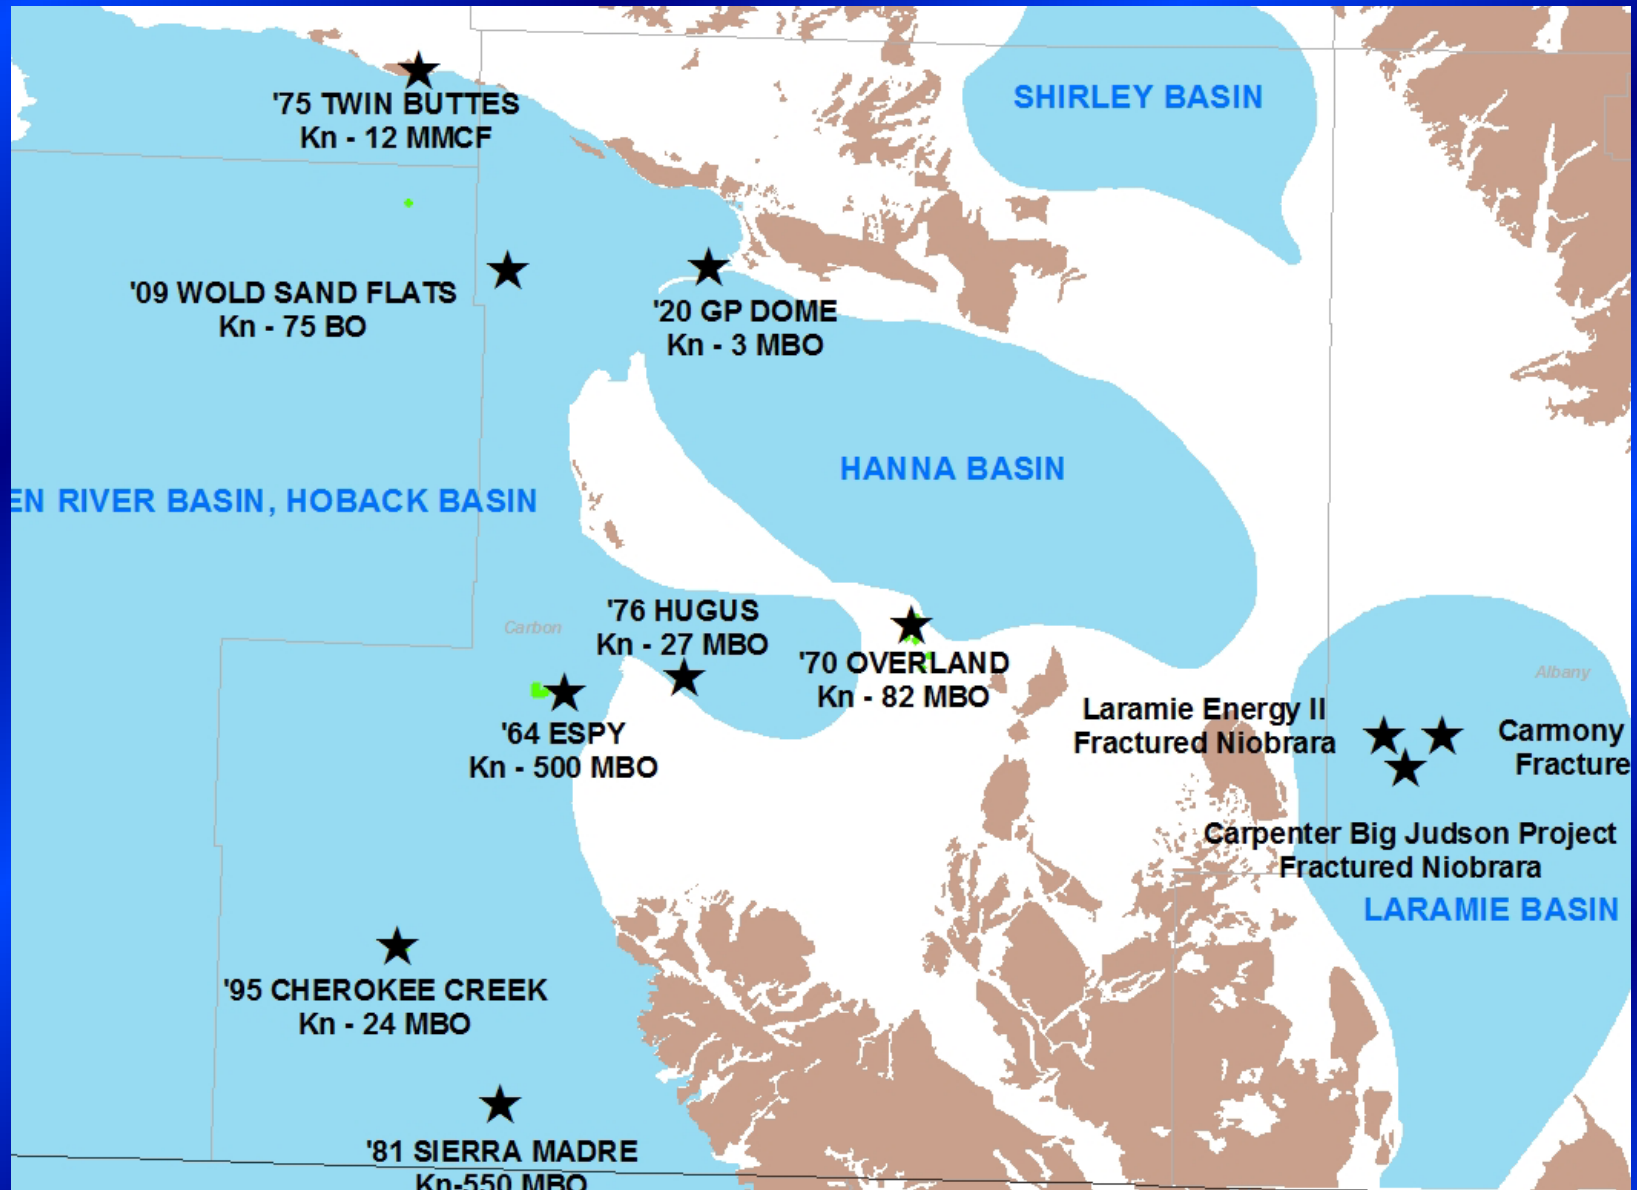 SHIRLEY BASIN
'75 TWIN BUTTES
Kn - 12 MMCF
'09 WOLD SAND FLATS
Kn - 75 BO
'20 GP DOME
Kn - 3 MBO
HANNA BASIN
EN RIVER BASIN, HOBACK BASIN
Carbon
'76 HUGUS
Kn - 27 MBO
'70 OVERLAND
Kn - 82 MBO
'64 ESPY
Kn - 500 MBO
Albany
Laramie Energy II
Fractured Niobrara
Carmony
Fracture
Carpenter Big Judson Project
Fractured Niobrara
LARAMIE BASIN
'95 CHEROKEE CREEK
Kn - 24 MBO
'81 SIERRA MADRE
Kn-550 MBO